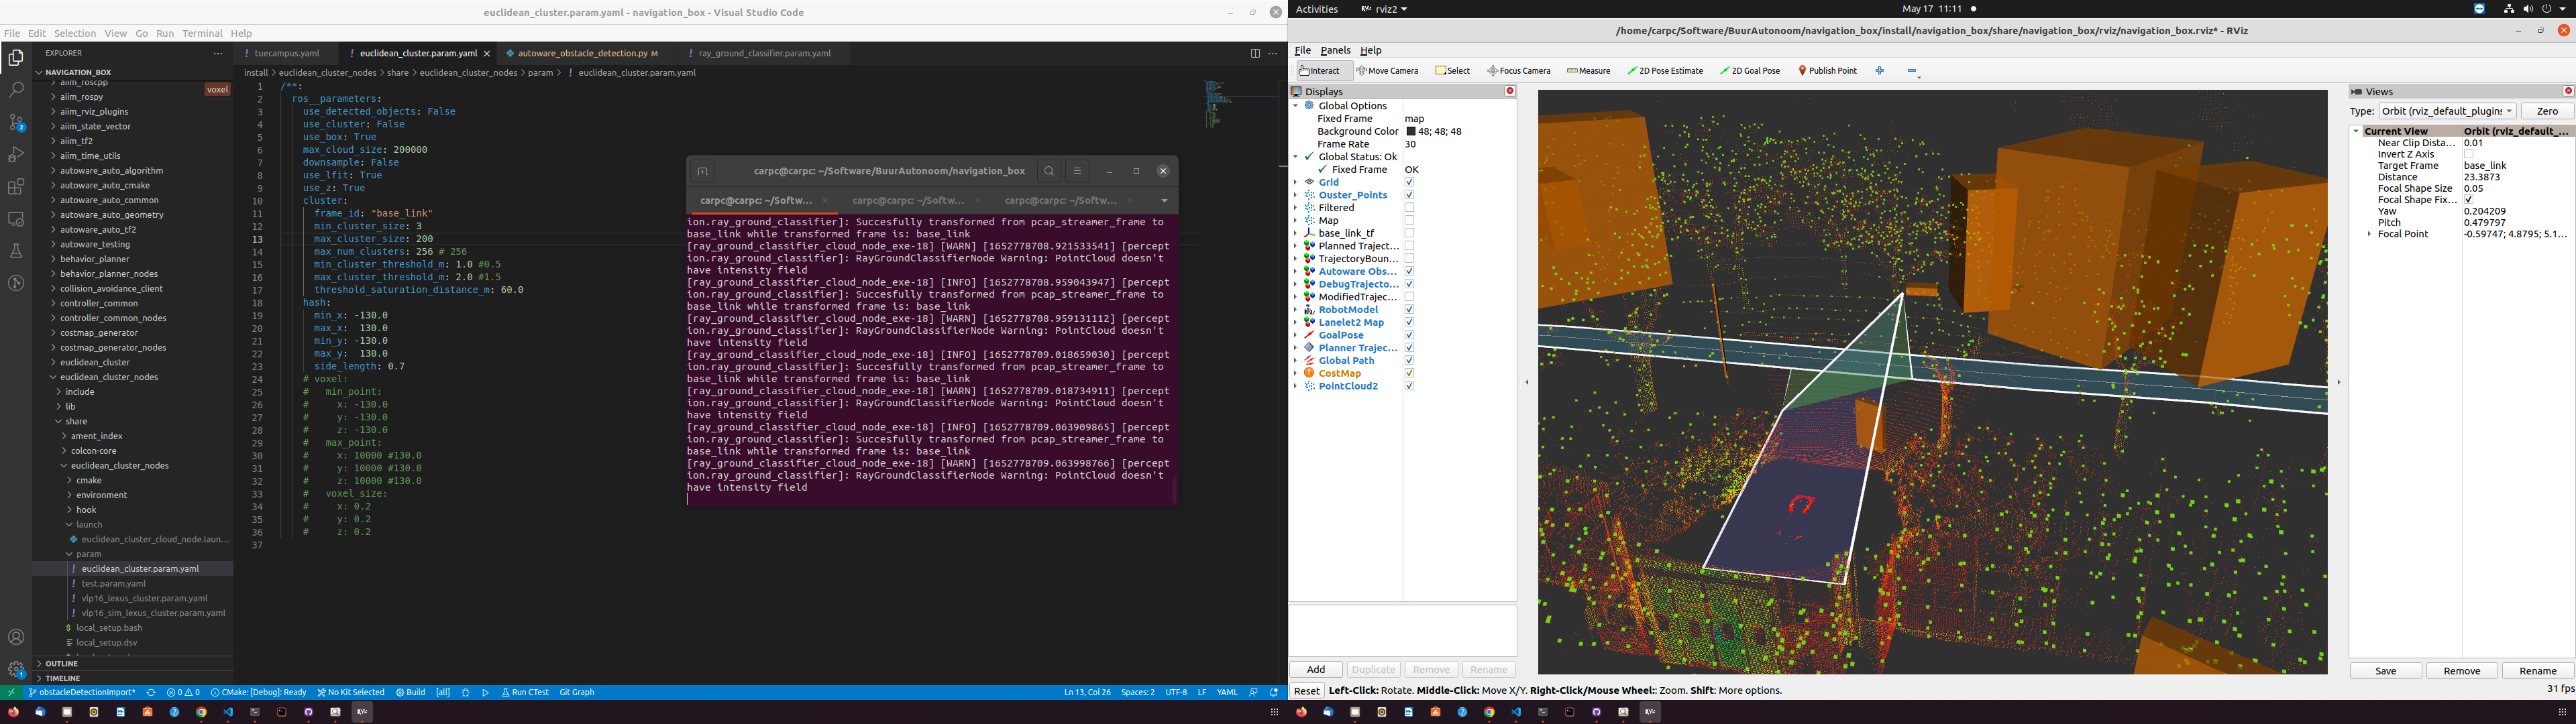 euclidean_cluster.param.yaml - navigation_box - Visual Studio Code
File Edit Selection View Go Run Terminal Help
EXPLORER
NAVIGATION_BOX
aiim_roscpp
voxel
aiim_rospy
aiim_rviz_plugins
aiim_state_vector
aiim_tf2
aiim_time_utils
autoware_auto_algorithm
autoware_auto_cmake
autoware_auto_common
autoware_auto_geometry
autoware_auto_tf2
autoware_testing
behavior_planner
behavior_planner_nodes
collision_avoidance_client
controller_common
controller_common_nodes
costmap_generator
costmap_generator_nodes
euclidean_cluster
euclidean_cluster_nodes
include
lib
share
ament_index
colcon-core
euclidean_cluster_nodes
cmake
environment
hook
launch
euclidean_cluster_cloud_node.laun...
param
euclidean_cluster.param.yaml
test.param.yaml
vlp16_lexus_cluster.param.yaml
vlp16_sim_lexus_cluster.param.yaml
local_setup.bash
local_setup.dsv
OUTLINE
TIMELINE
tuecampus.yaml euclidean_cluster.param.yaml autoware_obstacle_detection.py M ray_ground_classifier.param.yaml
install > euclidean_cluster_nodes > share > euclidean_cluster_nodes > param > ! euclidean_cluster.param.yaml
1 /**:
2 ros__parameters:
3 use_detected_objects: False
4 use_cluster: False
5 use_box: True
6 max_cloud_size: 200000
7 downsample: False
8 use_lfit: True
9 use_z: True
10 cluster:
11 frame_id: "base_link"
12 min_cluster_size: 3
13 max_cluster_size: 200
14 max_num_clusters: 256 # 256
15 min_cluster_threshold_m: 1.0 #0.5
16 max_cluster_threshold_m: 2.0 #1.5
17 threshold_saturation_distance_m: 60.0
18 hash:
19 min_x: -130.0
20 max_x: 130.0
21 min_y: -130.0
22 max_y: 130.0
23 side_length: 0.7
24 # voxel:
25 # min_point:
26 # x: -130.0
27 # y: -130.0
28 # z: -130.0
29 # max_point:
30 # x: 10000 #130.0
31 # y: 10000 #130.0
32 # z: 10000 #130.0
33 # voxel_size:
34 # x: 0.2
35 # y: 0.2
36 # z: 0.2
37
carpc@carpc: ~/Software/BuurAutonoom/navigation_box
carpc@carpc: ~/Softw... carpc@carpc: ~/Softw... carpc@carpc: ~/Softw...
ion.ray_ground_classifier]: Succesfully transformed from pcap_streamer_frame to
base_link while transformed frame is: base_link
[ray_ground_classifier_cloud_node_exe-18] [WARN] [1652778708.921533541] [percept
ion.ray_ground_classifier]: RayGroundClassifierNode Warning: PointCloud doesn't
have intensity field
[ray_ground_classifier_cloud_node_exe-18] [INFO] [1652778708.959043947] [percept
ion.ray_ground_classifier]: Succesfully transformed from pcap_streamer_frame to
base_link while transformed frame is: base_link
[ray_ground_classifier_cloud_node_exe-18] [WARN] [1652778708.959131112] [percept
ion.ray_ground_classifier]: RayGroundClassifierNode Warning: PointCloud doesn't
have intensity field
[ray_ground_classifier_cloud_node_exe-18] [INFO] [1652778709.018659030] [percept
ion.ray_ground_classifier]: Succesfully transformed from pcap_streamer_frame to
base_link while transformed frame is: base_link
[ray_ground_classifier_cloud_node_exe-18] [WARN] [1652778709.018734911] [percept
ion.ray_ground_classifier]: RayGroundClassifierNode Warning: PointCloud doesn't
have intensity field
[ray_ground_classifier_cloud_node_exe-18] [INFO] [1652778709.063909865] [percept
ion.ray_ground_classifier]: Succesfully transformed from pcap_streamer_frame to
base_link while transformed frame is: base_link
[ray_ground_classifier_cloud_node_exe-18] [WARN] [1652778709.063998766] [percept
ion.ray_ground_classifier]: RayGroundClassifierNode Warning: PointCloud doesn't
have intensity field
obstacleDetectionImport* 0 0 CMake: [Debug]: Ready No Kit Selected Build [all] Run CTest Git Graph Ln 13, Col 26 Spaces: 2 UTF-8 LF YAML
Activities rviz2 May 17 11:11
/home/carpc/Software/BuurAutonoom/navigation_box/install/navigation_box/share/navigation_box/rviz/navigation_box.rviz* - RViz
File Panels Help
Interact Move Camera Select Focus Camera Measure 2D Pose Estimate 2D Goal Pose Publish Point
Displays
Global Options
Fixed Frame map
Background Color 48; 48; 48
Frame Rate 30
Global Status: Ok
Fixed Frame OK
Grid
Ouster_Points
Filtered
Map
base_link_tf
Planned Traject...
TrajectoryBoun...
Autoware Obs...
DebugTrajecto...
ModifiedTrajec...
RobotModel
Lanelet2 Map
GoalPose
Planner Trajec...
Global Path
CostMap
PointCloud2
Add Duplicate Remove Rename
Reset Left-Click: Rotate. Middle-Click: Move X/Y. Right-Click/Mouse Wheel:: Zoom. Shift: More options.
Views
Type: Orbit (rviz_default_plugins Zero
Current View Orbit (rviz_default_...
Near Clip Dista... 0.01
Invert Z Axis
Target Frame base_link
Distance 23.3873
Focal Shape Size 0.05
Focal Shape Fix...
Yaw 0.204209
Pitch 0.479797
Focal Point -0.59747; 4.8795; 5.1...
Save Remove Rename
31 fps